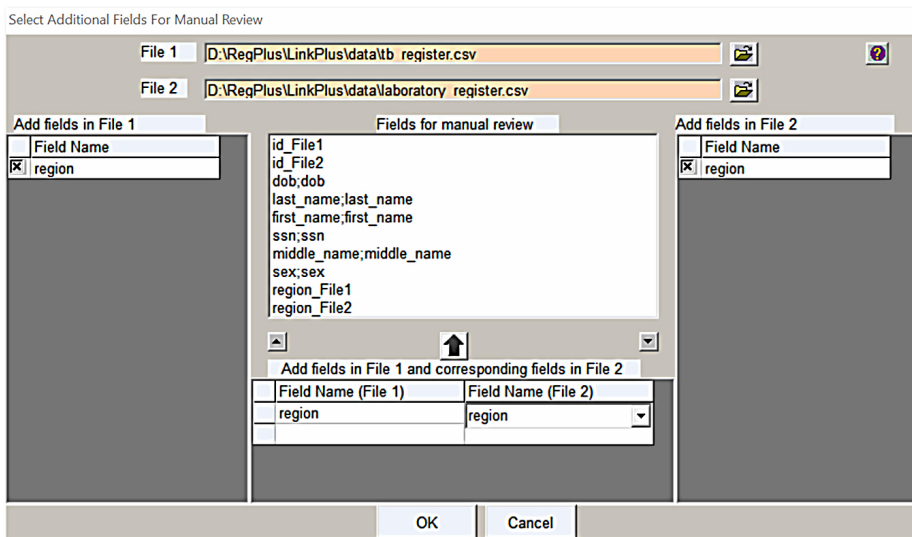 Select Additional Fields For Manual Review
File 1 D:\RegPlus\LinkPlus\data\tb_register.csv
File 2 D:\RegPlus\LinkPlus\data\laboratory_register.csv
Add fields in File 1
Field Name
region
Fields for manual review
id_File1
id_File2
dob;dob
last_name;last_name
first_name;first_name
ssn;ssn
middle_name;middle_name
sex;sex
region_File1
region_File2
Add fields in File 2
Field Name
region
Add fields in File 1 and corresponding fields in File 2
Field Name (File 1) Field Name (File 2)
region region
OK Cancel